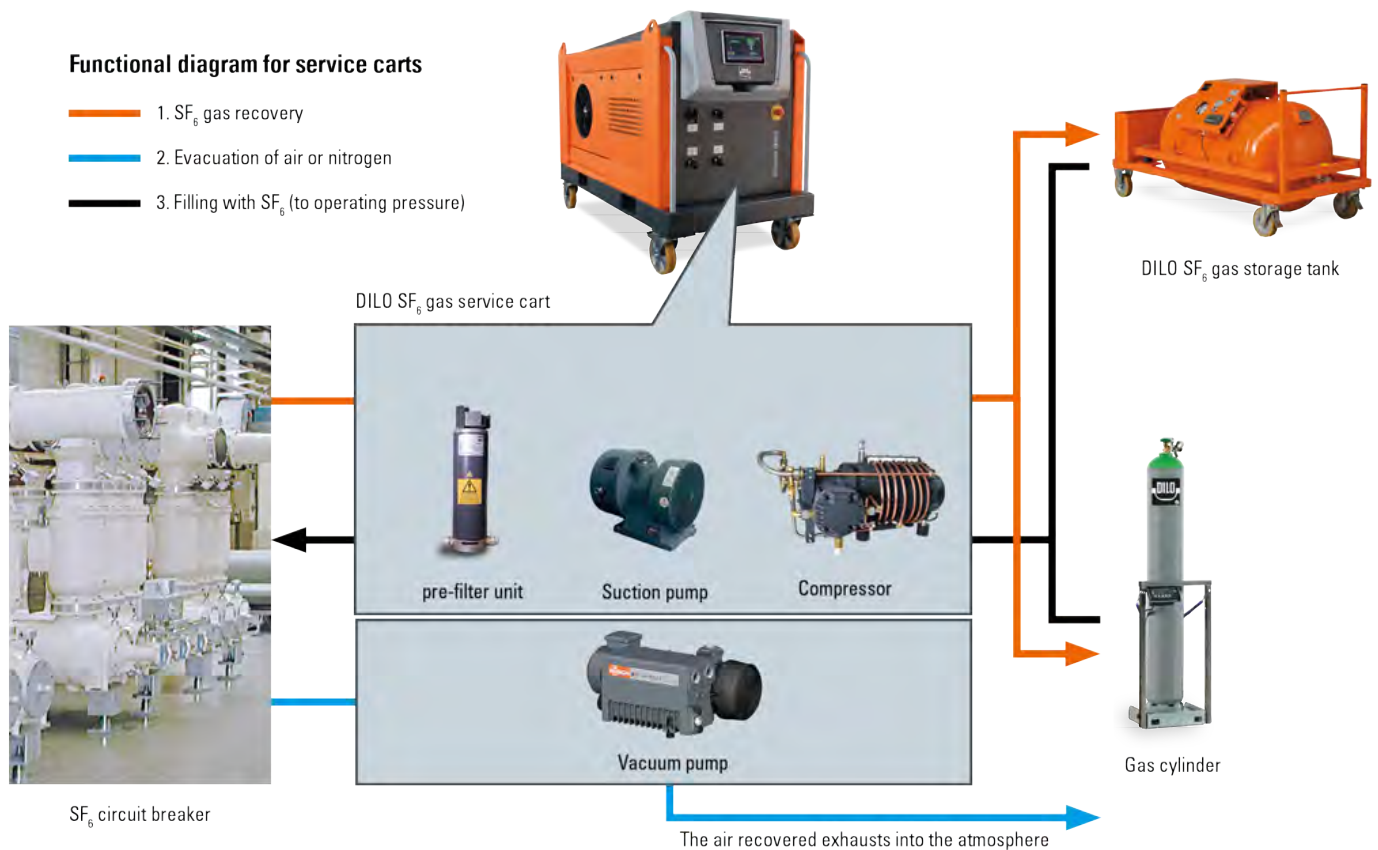 Functional diagram for service carts
1. SF₆ gas recovery
2. Evacuation of air or nitrogen
3. Filling with SF₆ (to operating pressure)
DILO SF₆ gas service cart
DILO SF₆ gas storage tank
pre-filter unit
Suction pump
Compressor
DILO
Vacuum pump
Gas cylinder
SF₆ circuit breaker
The air recovered exhausts into the atmosphere